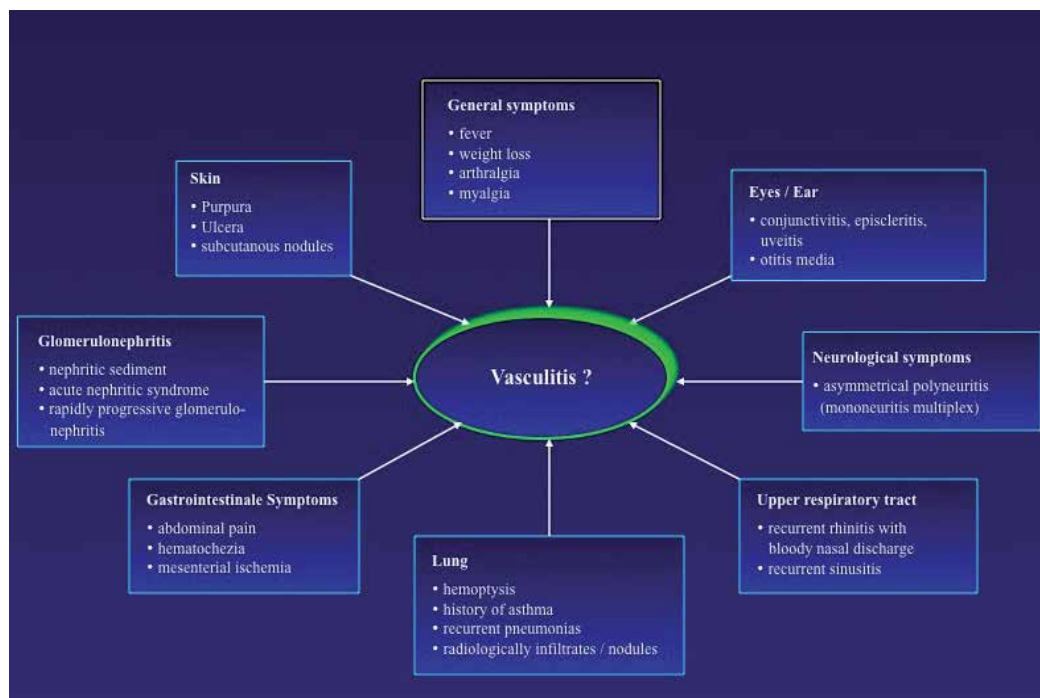 General symptoms
• fever
• weight loss
• arthralgia
• myalgia
Skin
• Purpura
• Ulcera
• subcutanous nodules
Eyes / Ear
• conjunctivitis, episcleritis,
uveitis
• otitis media
Glomerulonephritis
• nephritic sediment
• acute nephritic syndrome
• rapidly progressive glomerulo-
nephritis
Vasculitis ?
Neurological symptoms
• asymmetrical polyneuritis
(mononeuritis multiplex)
Gastrointestinale Symptoms
• abdominal pain
• hematochezia
• mesenterial ischemia
Lung
• hemoptysis
• history of asthma
• recurrent pneumonias
• radiologically infiltrates / nodules
Upper respiratory tract
• recurrent rhinitis with
bloody nasal discharge
• recurrent sinusitis